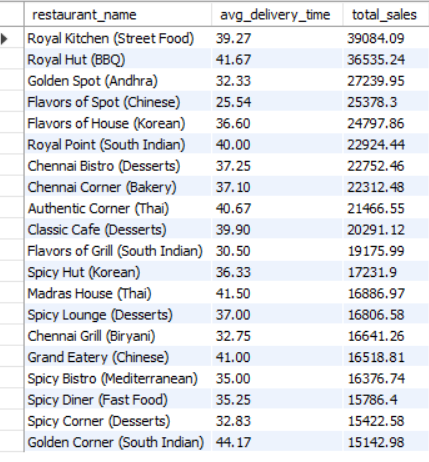 restaurant_name avg_delivery_time total_sales
Royal Kitchen (Street Food) 39.27 39084.09
Royal Hut (BBQ) 41.67 36535.24
Golden Spot (Andhra) 32.33 27239.95
Flavors of Spot (Chinese) 25.54 25378.3
Flavors of House (Korean) 36.60 24797.86
Royal Point (South Indian) 40.00 22924.44
Chennai Bistro (Desserts) 37.25 22752.46
Chennai Corner (Bakery) 37.10 22312.48
Authentic Corner (Thai) 40.67 21466.55
Classic Cafe (Desserts) 39.90 20291.12
Flavors of Grill (South Indian) 30.50 19175.99
Spicy Hut (Korean) 36.33 17231.9
Madras House (Thai) 41.50 16886.97
Spicy Lounge (Desserts) 37.00 16806.58
Chennai Grill (Biryani) 32.75 16641.26
Grand Eatery (Chinese) 41.00 16518.81
Spicy Bistro (Mediterranean) 35.00 16376.74
Spicy Diner (Fast Food) 35.25 15786.4
Spicy Corner (Desserts) 32.83 15422.58
Golden Corner (South Indian) 44.17 15142.98